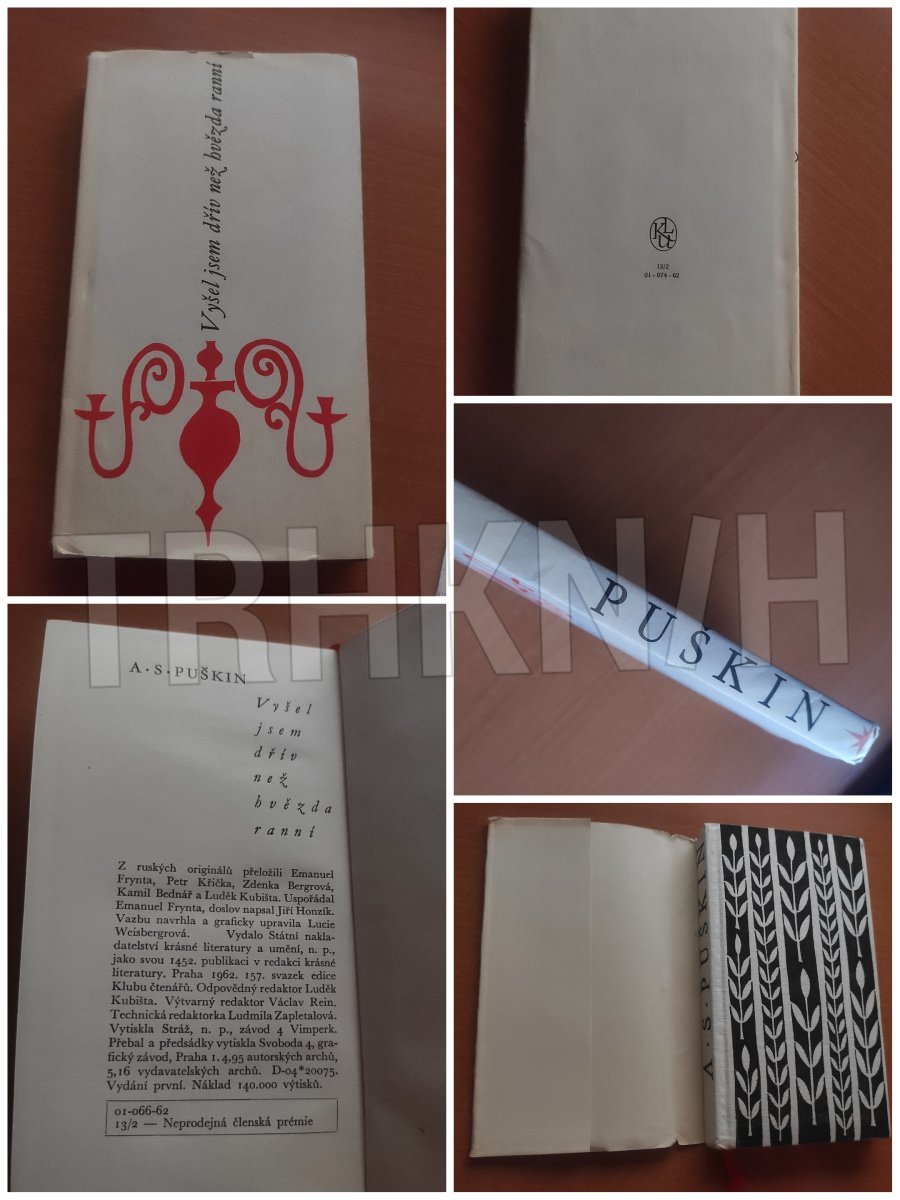 Vyšel jsem dřív než hvězda ranní
KLU
13/2
01-074-62
PUŠKIN
A·S·PUŠKIN
Vyšel
jsem
dřív
než
hvězda
ranní
Z ruských originálů přeložili Emanuel
Frynta, Petr Křička, Zdenka Bergrová,
Kamil Bednář a Luděk Kubišta. Uspořádal
Emanuel Frynta, doslov napsal Jiří Honzík.
Vazbu navrhla a graficky upravila Lucie
Weisbergrová. Vydalo Státní nakla-
datelství krásné literatury a umění, n. p.,
jako svou 1452. publikaci v redakci krásné
literatury. Praha 1962. 157. svazek edice
Klubu čtenářů. Odpovědný redaktor Luděk
Kubišta. Výtvarný redaktor Václav Rein.
Technická redaktorka Ludmila Zapletalová.
Vytiskla Stráž, n. p., závod 4 Vimperk.
Přebal a předsádky vytiskla Svoboda 4, gra-
fický závod, Praha 1. 4,95 autorských archů,
5,16 vydavatelských archů. D-04*20075.
Vydání první. Náklad 140.000 výtisků.
01-066-62
13/2 — Neprodejná členská prémie
A·S·PUŠKIN
TRHKNIH